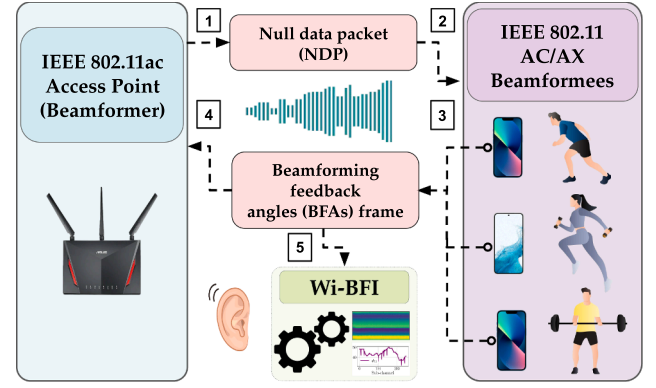 IEEE 802.11ac
Access Point
(Beamformer)
1
Null data packet
(NDP)
2
IEEE 802.11
AC/AX
Beamformees
4
3
Beamforming
feedback
angles (BFAs) frame
5
Wi-BFI